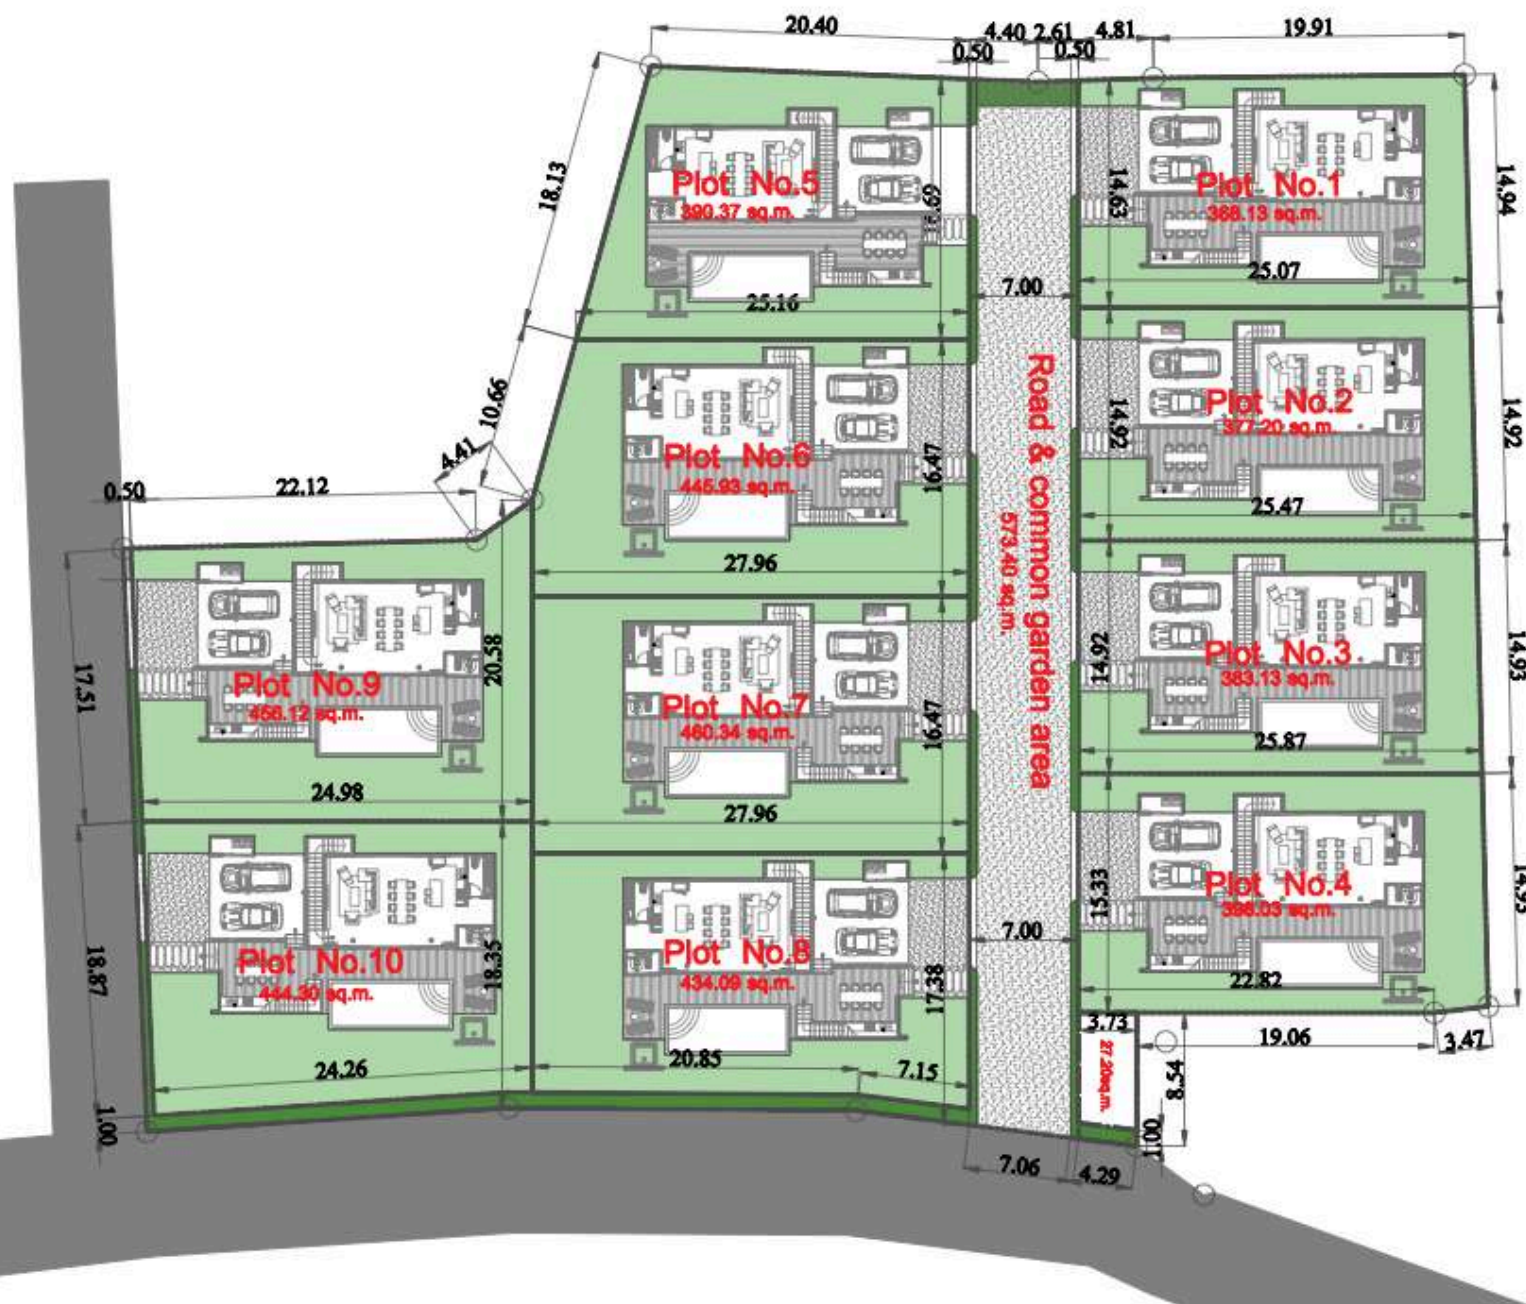 20.40
4.40
2.61
4.81
19.91
0.50
0.50
18.13
14.94
14.63
16.69
Plot No.5
390.37 sq.m.
Plot No.1
368.13 sq.m.
25.07
7.00
25.16
10.66
4.41
Road & common garden area
573.40 sq.m.
14.92
14.92
Plot No.2
377.20 sq.m.
25.47
Plot No.6
445.93 sq.m.
16.47
27.96
0.50
22.12
17.51
20.58
Plot No.9
456.12 sq.m.
24.98
Plot No.7
460.34 sq.m.
16.47
27.96
14.92
14.93
Plot No.3
383.13 sq.m.
25.87
15.33
14.93
Plot No.4
398.03 sq.m.
22.82
7.00
Plot No.8
434.09 sq.m.
17.38
20.85
7.15
18.87
18.35
Plot No.10
444.30 sq.m.
24.26
1.00
3.73
19.06
3.47
27.20sq.m.
8.54
1.00
7.06
4.29